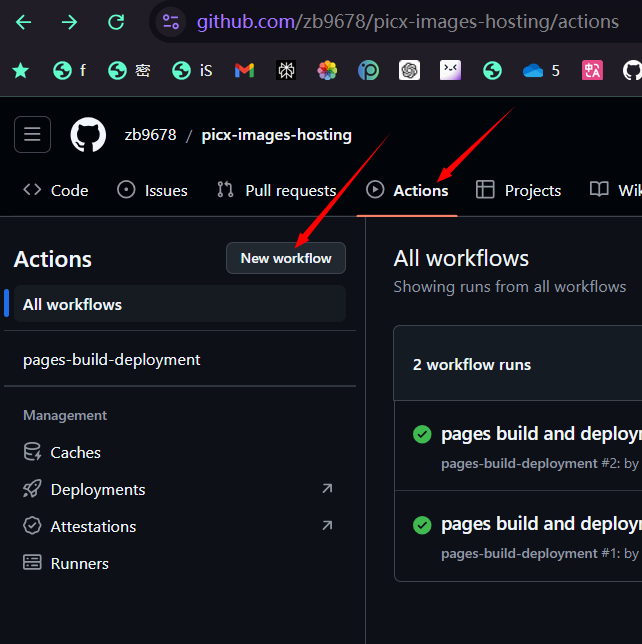 github.com/zb9678/picx-images-hosting/actions
f 密 iS 5
zb9678 / picx-images-hosting
Code Issues Pull requests Actions Projects Wik
Actions New workflow
All workflows
pages-build-deployment
Management
Caches
Deployments
Attestations
Runners
All workflows
Showing runs from all workflows
2 workflow runs
pages build and deploym
pages-build-deployment #2: by
pages build and deploym
pages-build-deployment #1: by